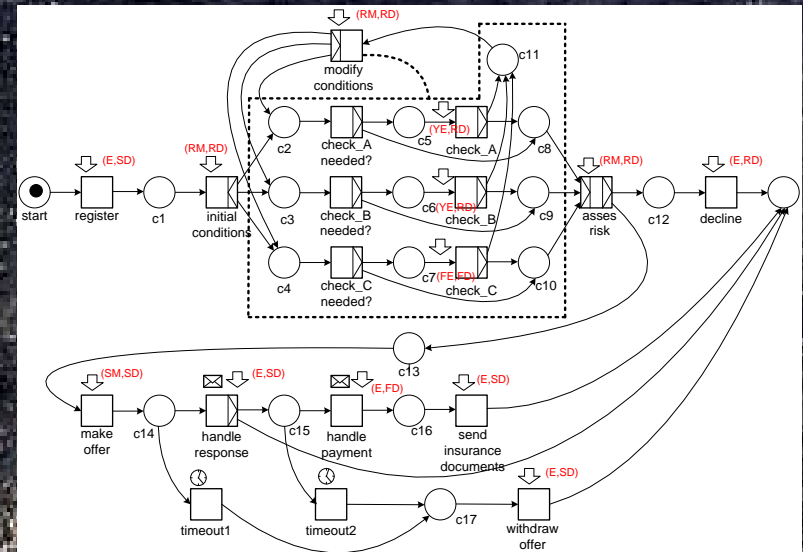 (RM,RD)
modify
conditions
c11
c2
check_A
needed?
c5
(YE,RD)
check_A
c8
(E,SD)
(RM,RD)
(RM,RD)
(E,RD)
start
register
c1
initial
conditions
c3
check_B
needed?
c6
(YE,RD)
check_B
c9
asses
risk
c12
decline
c4
check_C
needed?
c7
(FE,FD)
check_C
c10
c13
(SM,SD)
(E,SD)
(E,FD)
(E,SD)
make
offer
c14
handle
response
c15
handle
payment
c16
send
insurance
documents
(E,SD)
timeout1
timeout2
c17
withdraw
offer